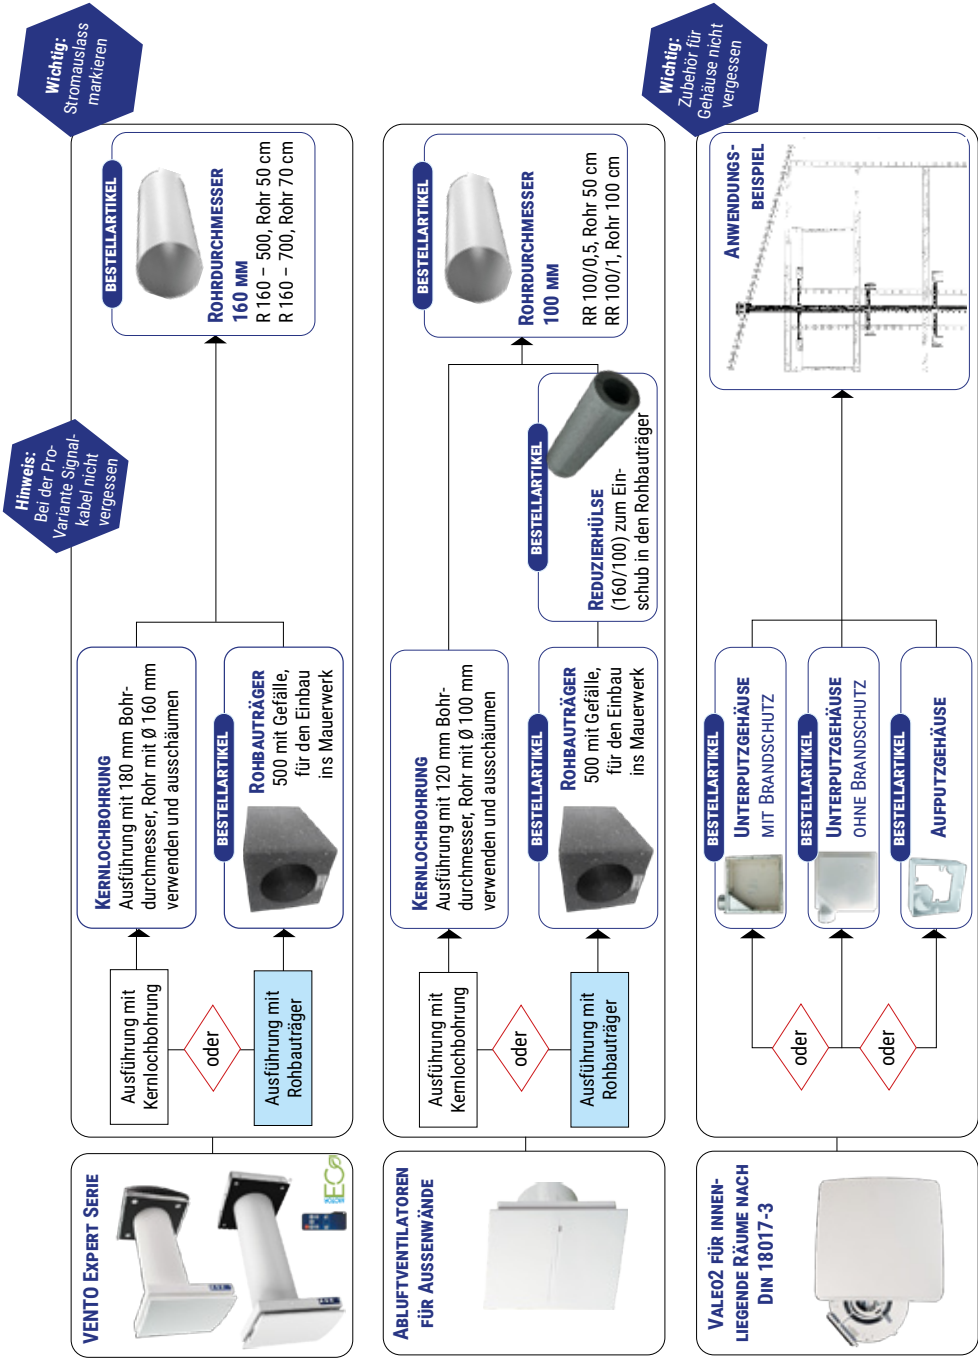 VENTO EXPERT SERIE
ECO
Ausführung mit
Kernlochbohrung
oder
Ausführung mit
Rohbauträger
KERNLOCHBOHRUNG
Ausführung mit 180 mm Bohr-
durchmesser, Rohr mit Ø 160 mm
verwenden und ausschäumen
BESTELLARTIKEL
ROHBAUTRÄGER
500 mit Gefälle,
für den Einbau
ins Mauerwerk
Hinweis:
Bei der Pro-
Variante Signal-
kabel nicht
vergessen
BESTELLARTIKEL
ROHRDURCHMESSER
160 MM
R 160 – 500, Rohr 50 cm
R 160 – 700, Rohr 70 cm
Wichtig:
Stromauslass
markieren
ABLUFTVENTILATOREN
FÜR AUSSENWÄNDE
Ausführung mit
Kernlochbohrung
oder
Ausführung mit
Rohbauträger
KERNLOCHBOHRUNG
Ausführung mit 120 mm Bohr-
durchmesser, Rohr mit Ø 100 mm
verwenden und ausschäumen
BESTELLARTIKEL
ROHBAUTRÄGER
500 mit Gefälle,
für den Einbau
ins Mauerwerk
BESTELLARTIKEL
REDUZIERHÜLSE
(160/100) zum Ein-
schub in den Rohbauträger
BESTELLARTIKEL
ROHRDURCHMESSER
100 MM
RR 100/0,5, Rohr 50 cm
RR 100/1, Rohr 100 cm
VALEO2 FÜR INNEN-
LIEGENDE RÄUME NACH
DIN 18017-3
oder
oder
BESTELLARTIKEL
UNTERPUTZGEHÄUSE
MIT BRANDSCHUTZ
BESTELLARTIKEL
UNTERPUTZGEHÄUSE
OHNE BRANDSCHUTZ
BESTELLARTIKEL
AUFPUTZGEHÄUSE
ANWENDUNGS-
BEISPIEL
Wichtig:
Zubehör für
Gehäuse nicht
vergessen